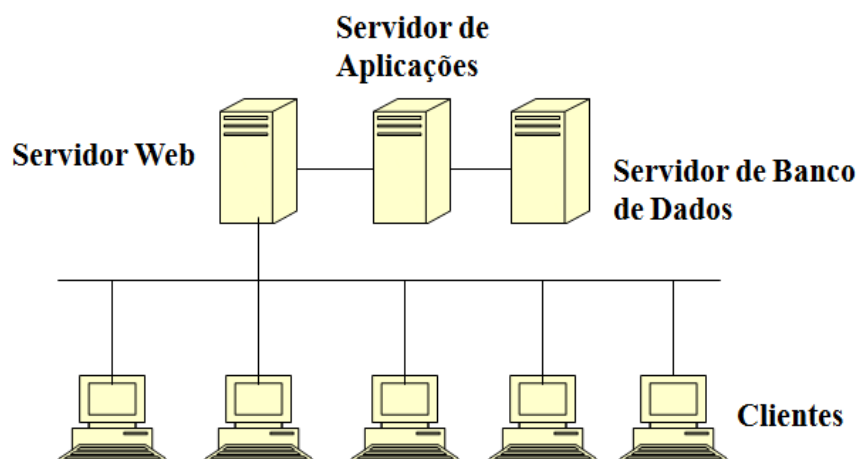 Servidor de
Aplicações
Servidor Web
Servidor de Banco
de Dados
Clientes